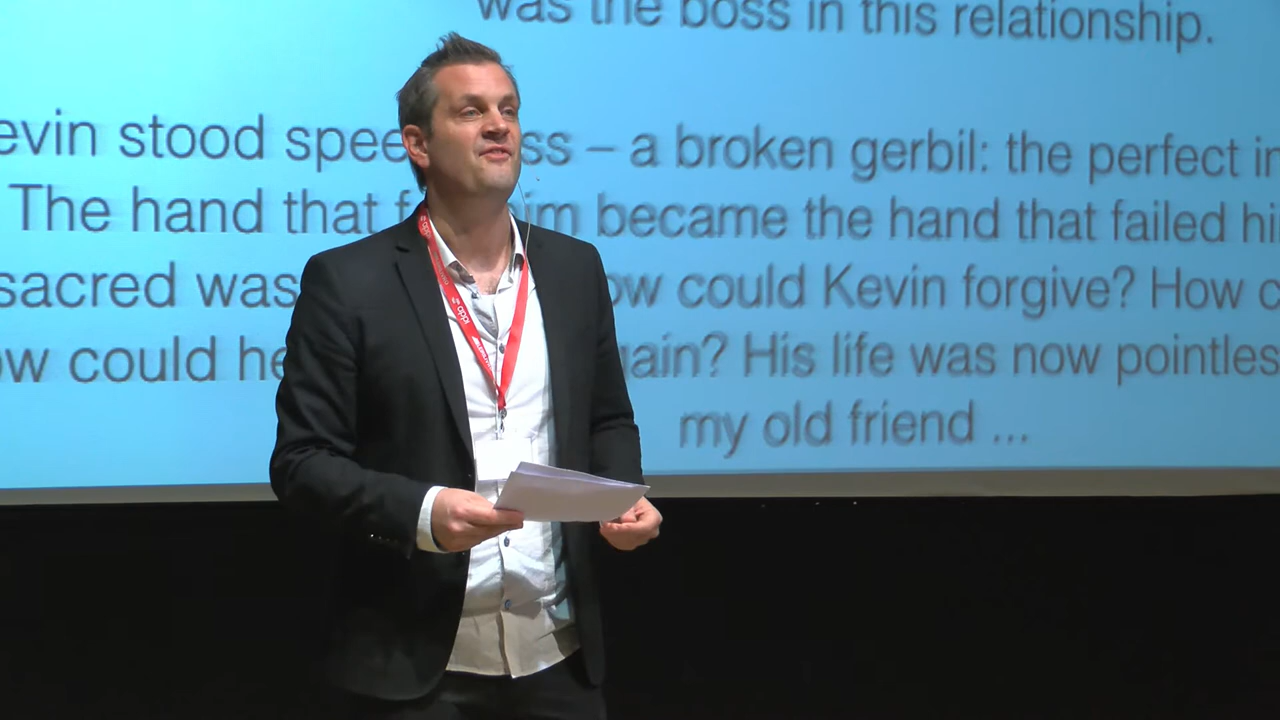 was the boss in this relationship.
evin stood spee ss – a broken gerbil: the perfect in
The hand that f im became the hand that failed hi
sacred was ow could Kevin forgive? How c
ow could he ain? His life was now pointles
my old friend ...
oppi